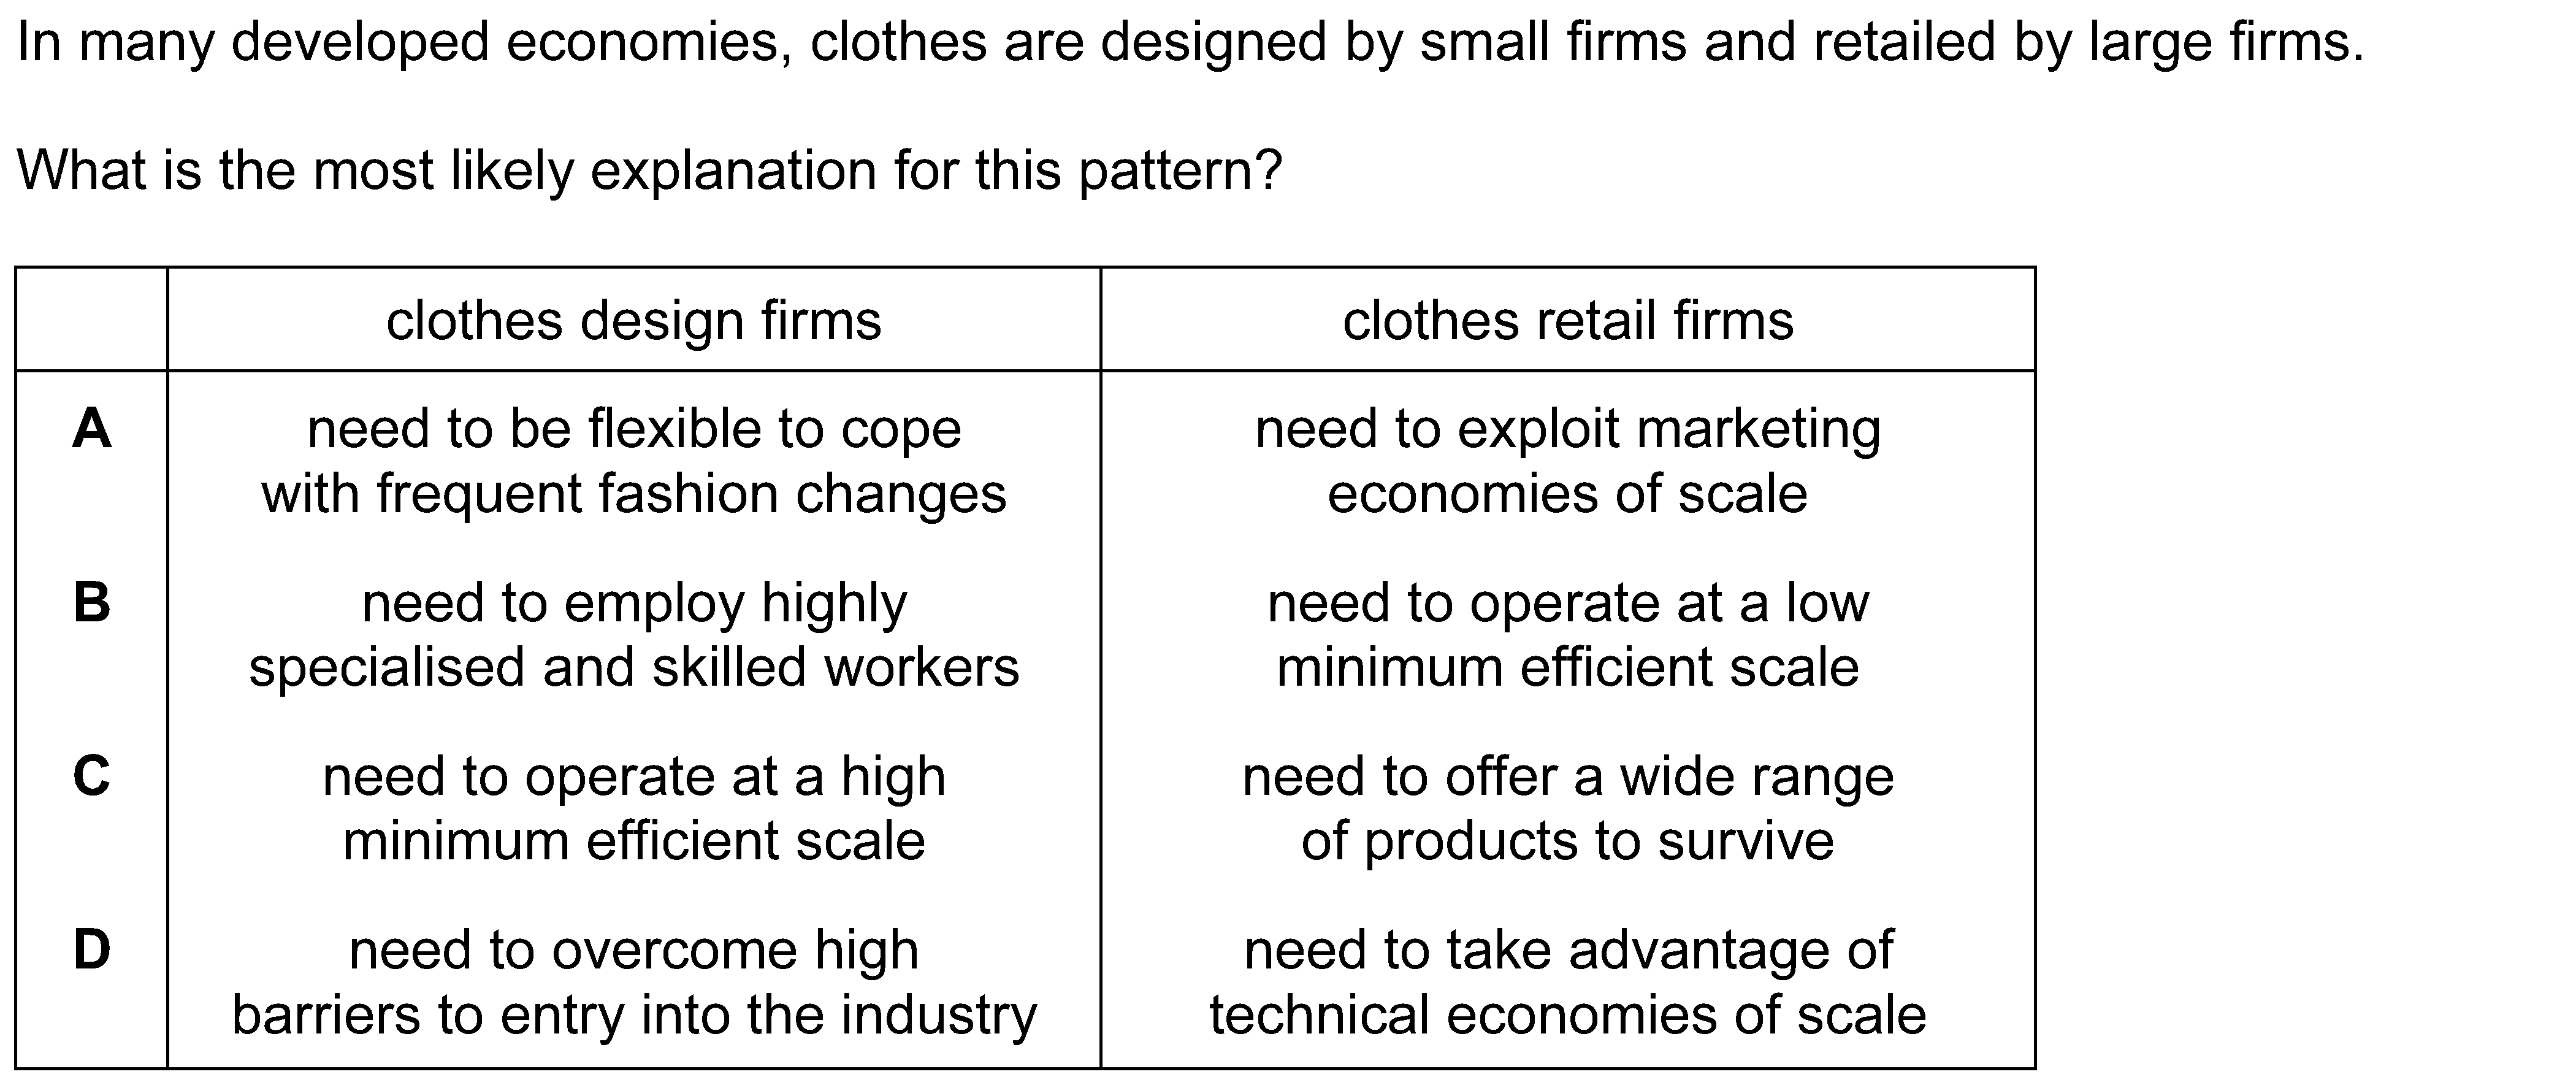 In many developed economies, clothes are designed by small firms and retailed by large firms.
What is the most likely explanation for this pattern?
clothes design firms clothes retail firms
A need to be flexible to cope need to exploit marketing
with frequent fashion changes economies of scale
B need to employ highly need to operate at a low
specialised and skilled workers minimum efficient scale
C need to operate at a high need to offer a wide range
minimum efficient scale of products to survive
D need to overcome high need to take advantage of
barriers to entry into the industry technical economies of scale